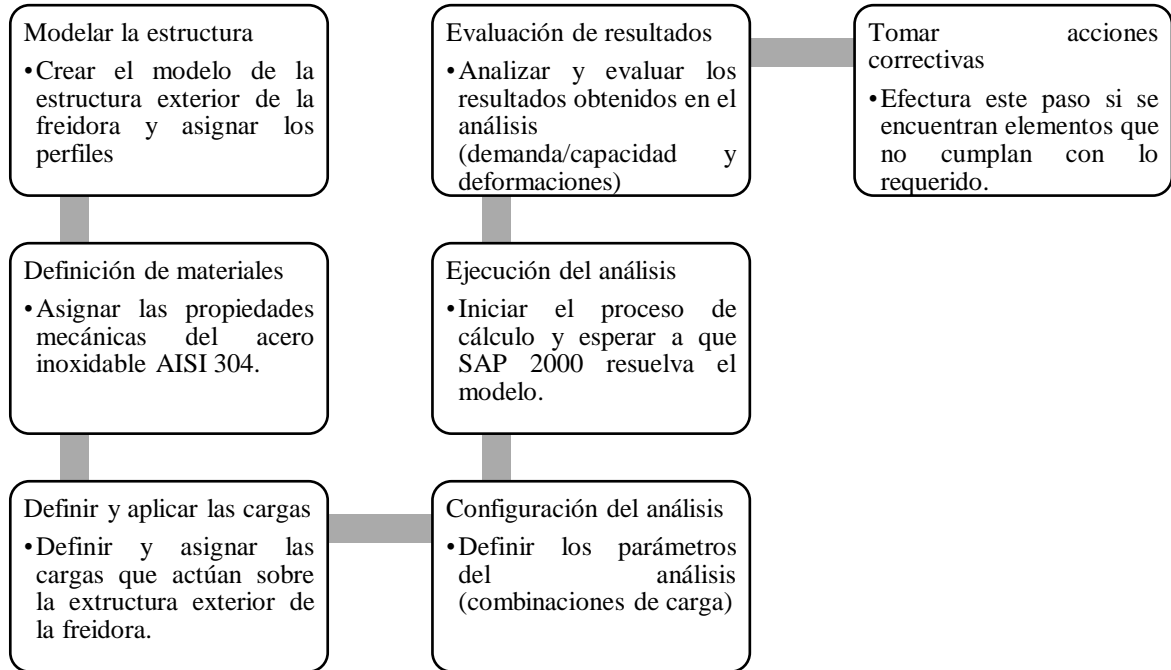 Modelar la estructura
•Crear el modelo de la
estructura exterior de la
freidora y asignar los
perfiles
Definición de materiales
•Asignar las propiedades
mecánicas del acero
inoxidable AISI 304.
Definir y aplicar las cargas
•Definir y asignar las
cargas que actúan sobre
la extructura exterior de
la freidora.
Configuración del análisis
•Definir los parámetros
del análisis
(combinaciones de carga)
Ejecución del análisis
•Iniciar el proceso de
cálculo y esperar a que
SAP 2000 resuelva el
modelo.
Evaluación de resultados
•Analizar y evaluar los
resultados obtenidos en el
análisis
(demanda/capacidad y
deformaciones)
Tomar acciones
correctivas
•Efectura este paso si se
encuentran elementos que
no cumplan con lo
requerido.